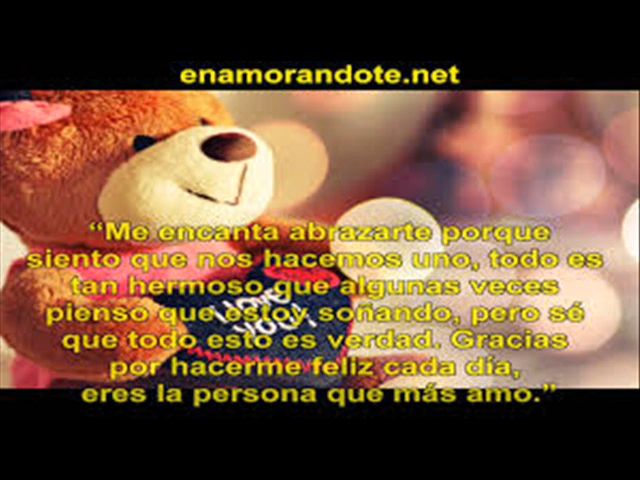 enamorandote.net
“Me encanta abrazarte porque
siento que nos hacemos uno, todo es
tan hermoso que algunas veces
pienso que estoy soñando, pero sé
que todo esto es verdad. Gracias
por hacerme feliz cada día,
eres la persona que más amo.”
I love
you!